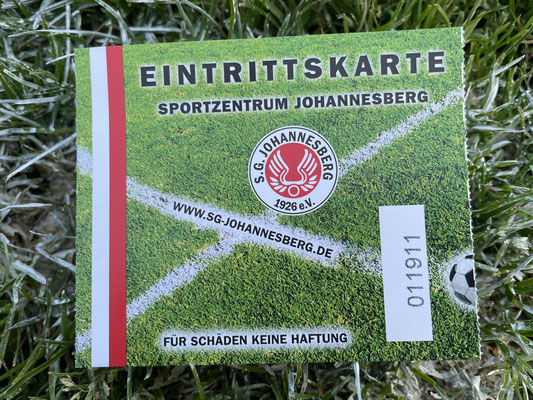 EINTRITTSKARTE
SPORTZENTRUM JOHANNESBERG
S.G. JOHANNESBERG
1926 e.V.
WWW.SG-JOHANNESBERG.DE
011911
FÜR SCHÄDEN KEINE HAFTUNG